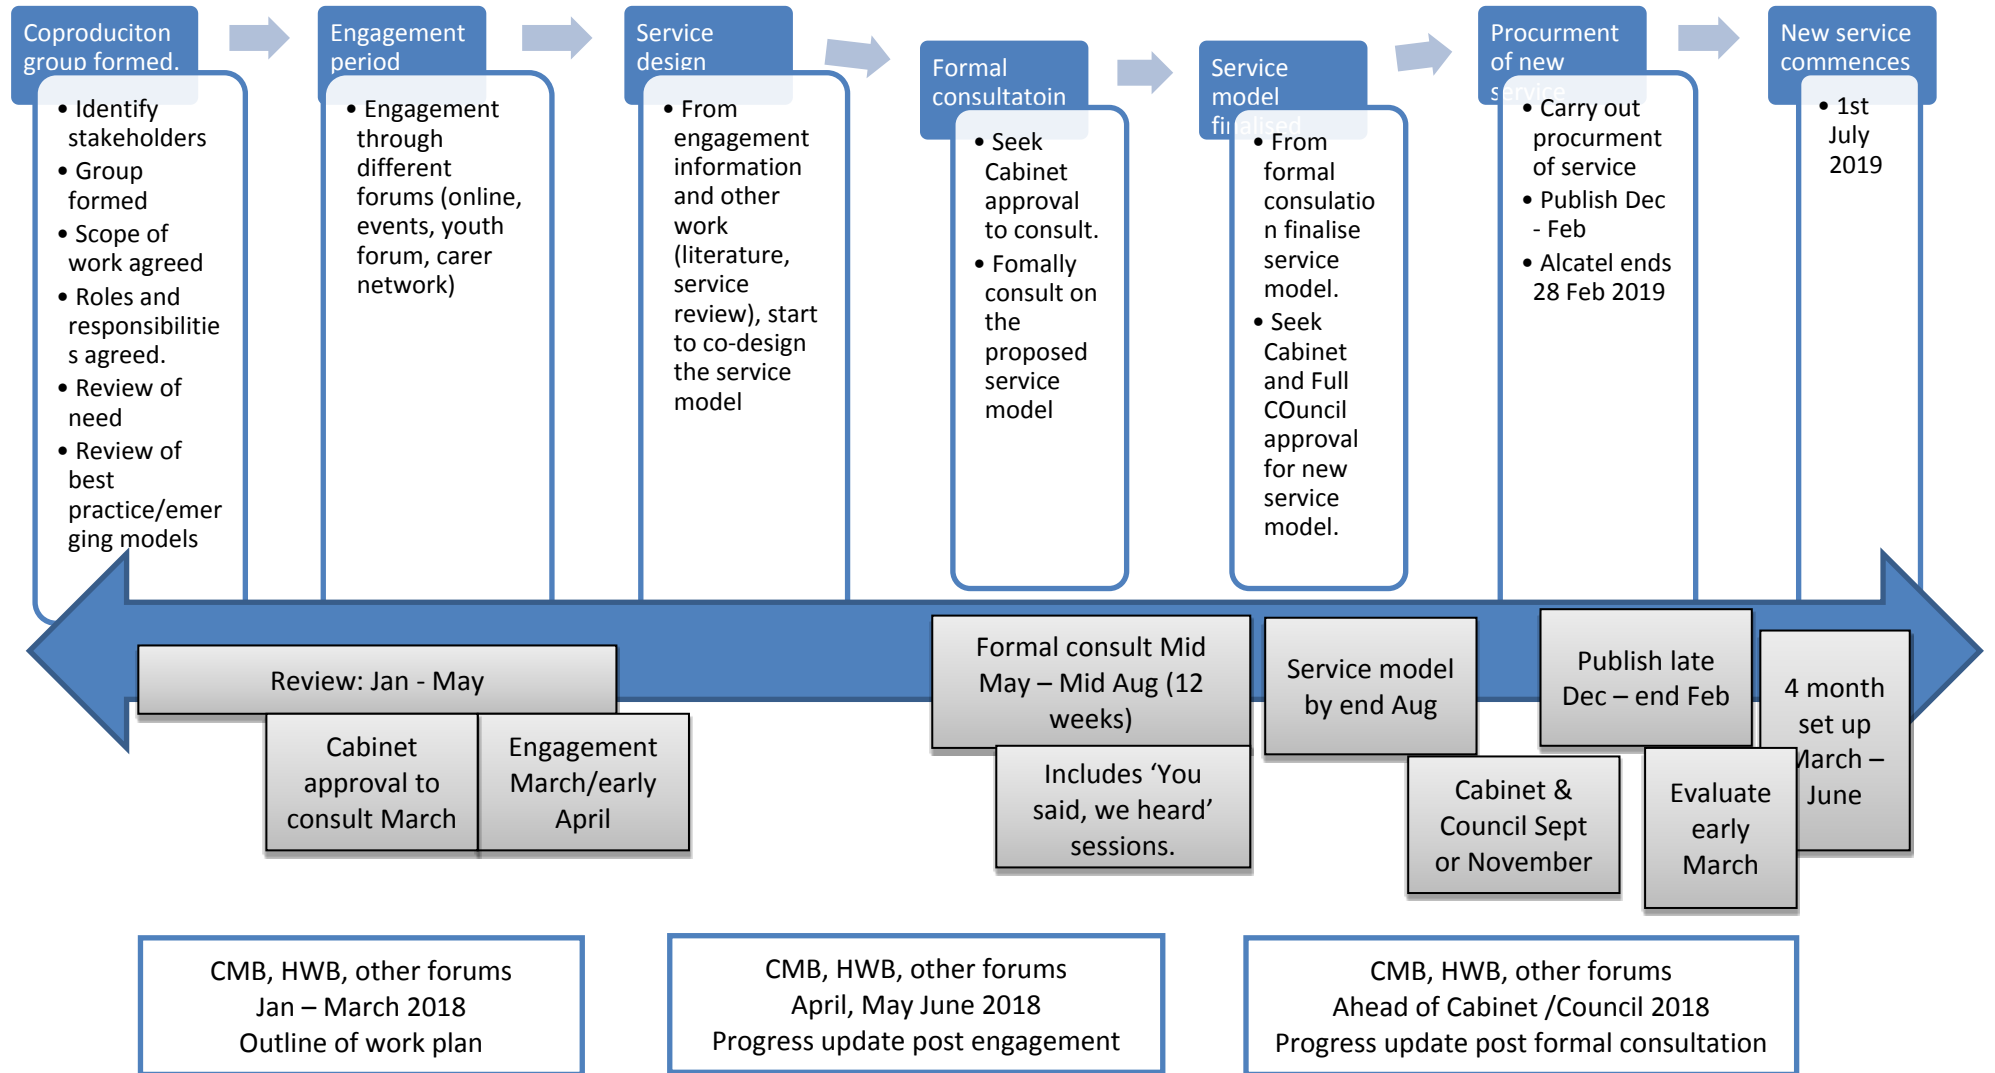 Coproduciton
group formed.
• Identify
stakeholders
• Group
formed
• Scope of
work agreed
• Roles and
responsibilitie
s agreed.
• Review of
need
• Review of
best
practice/emer
ging models
Engagement
period
• Engagement
through
different
forums (online,
events, youth
forum, carer
network)
Service
design
• From
engagement
information
and other
work
(literature,
service
review), start
to co-design
the service
model
Formal
consultatoin
• Seek
Cabinet
approval
to consult.
• Fomally
consult on
the
proposed
service
model
Service
model
finalised
• From
formal
consulatio
n finalise
service
model.
• Seek
Cabinet
and Full
COuncil
approval
for new
service
model.
Procurment
of new
service
• Carry out
procurment
of service
• Publish Dec
- Feb
• Alcatel ends
28 Feb 2019
New service
commences
• 1st
July
2019
Review: Jan - May
Cabinet
approval to
consult March
Engagement
March/early
April
Formal consult Mid
May – Mid Aug (12
weeks)
Includes ‘You
said, we heard’
sessions.
Service model
by end Aug
Cabinet &
Council Sept
or November
Publish late
Dec – end Feb
Evaluate
early
March
4 month
set up
March –
June
CMB, HWB, other forums
Jan – March 2018
Outline of work plan
CMB, HWB, other forums
April, May June 2018
Progress update post engagement
CMB, HWB, other forums
Ahead of Cabinet /Council 2018
Progress update post formal consultation